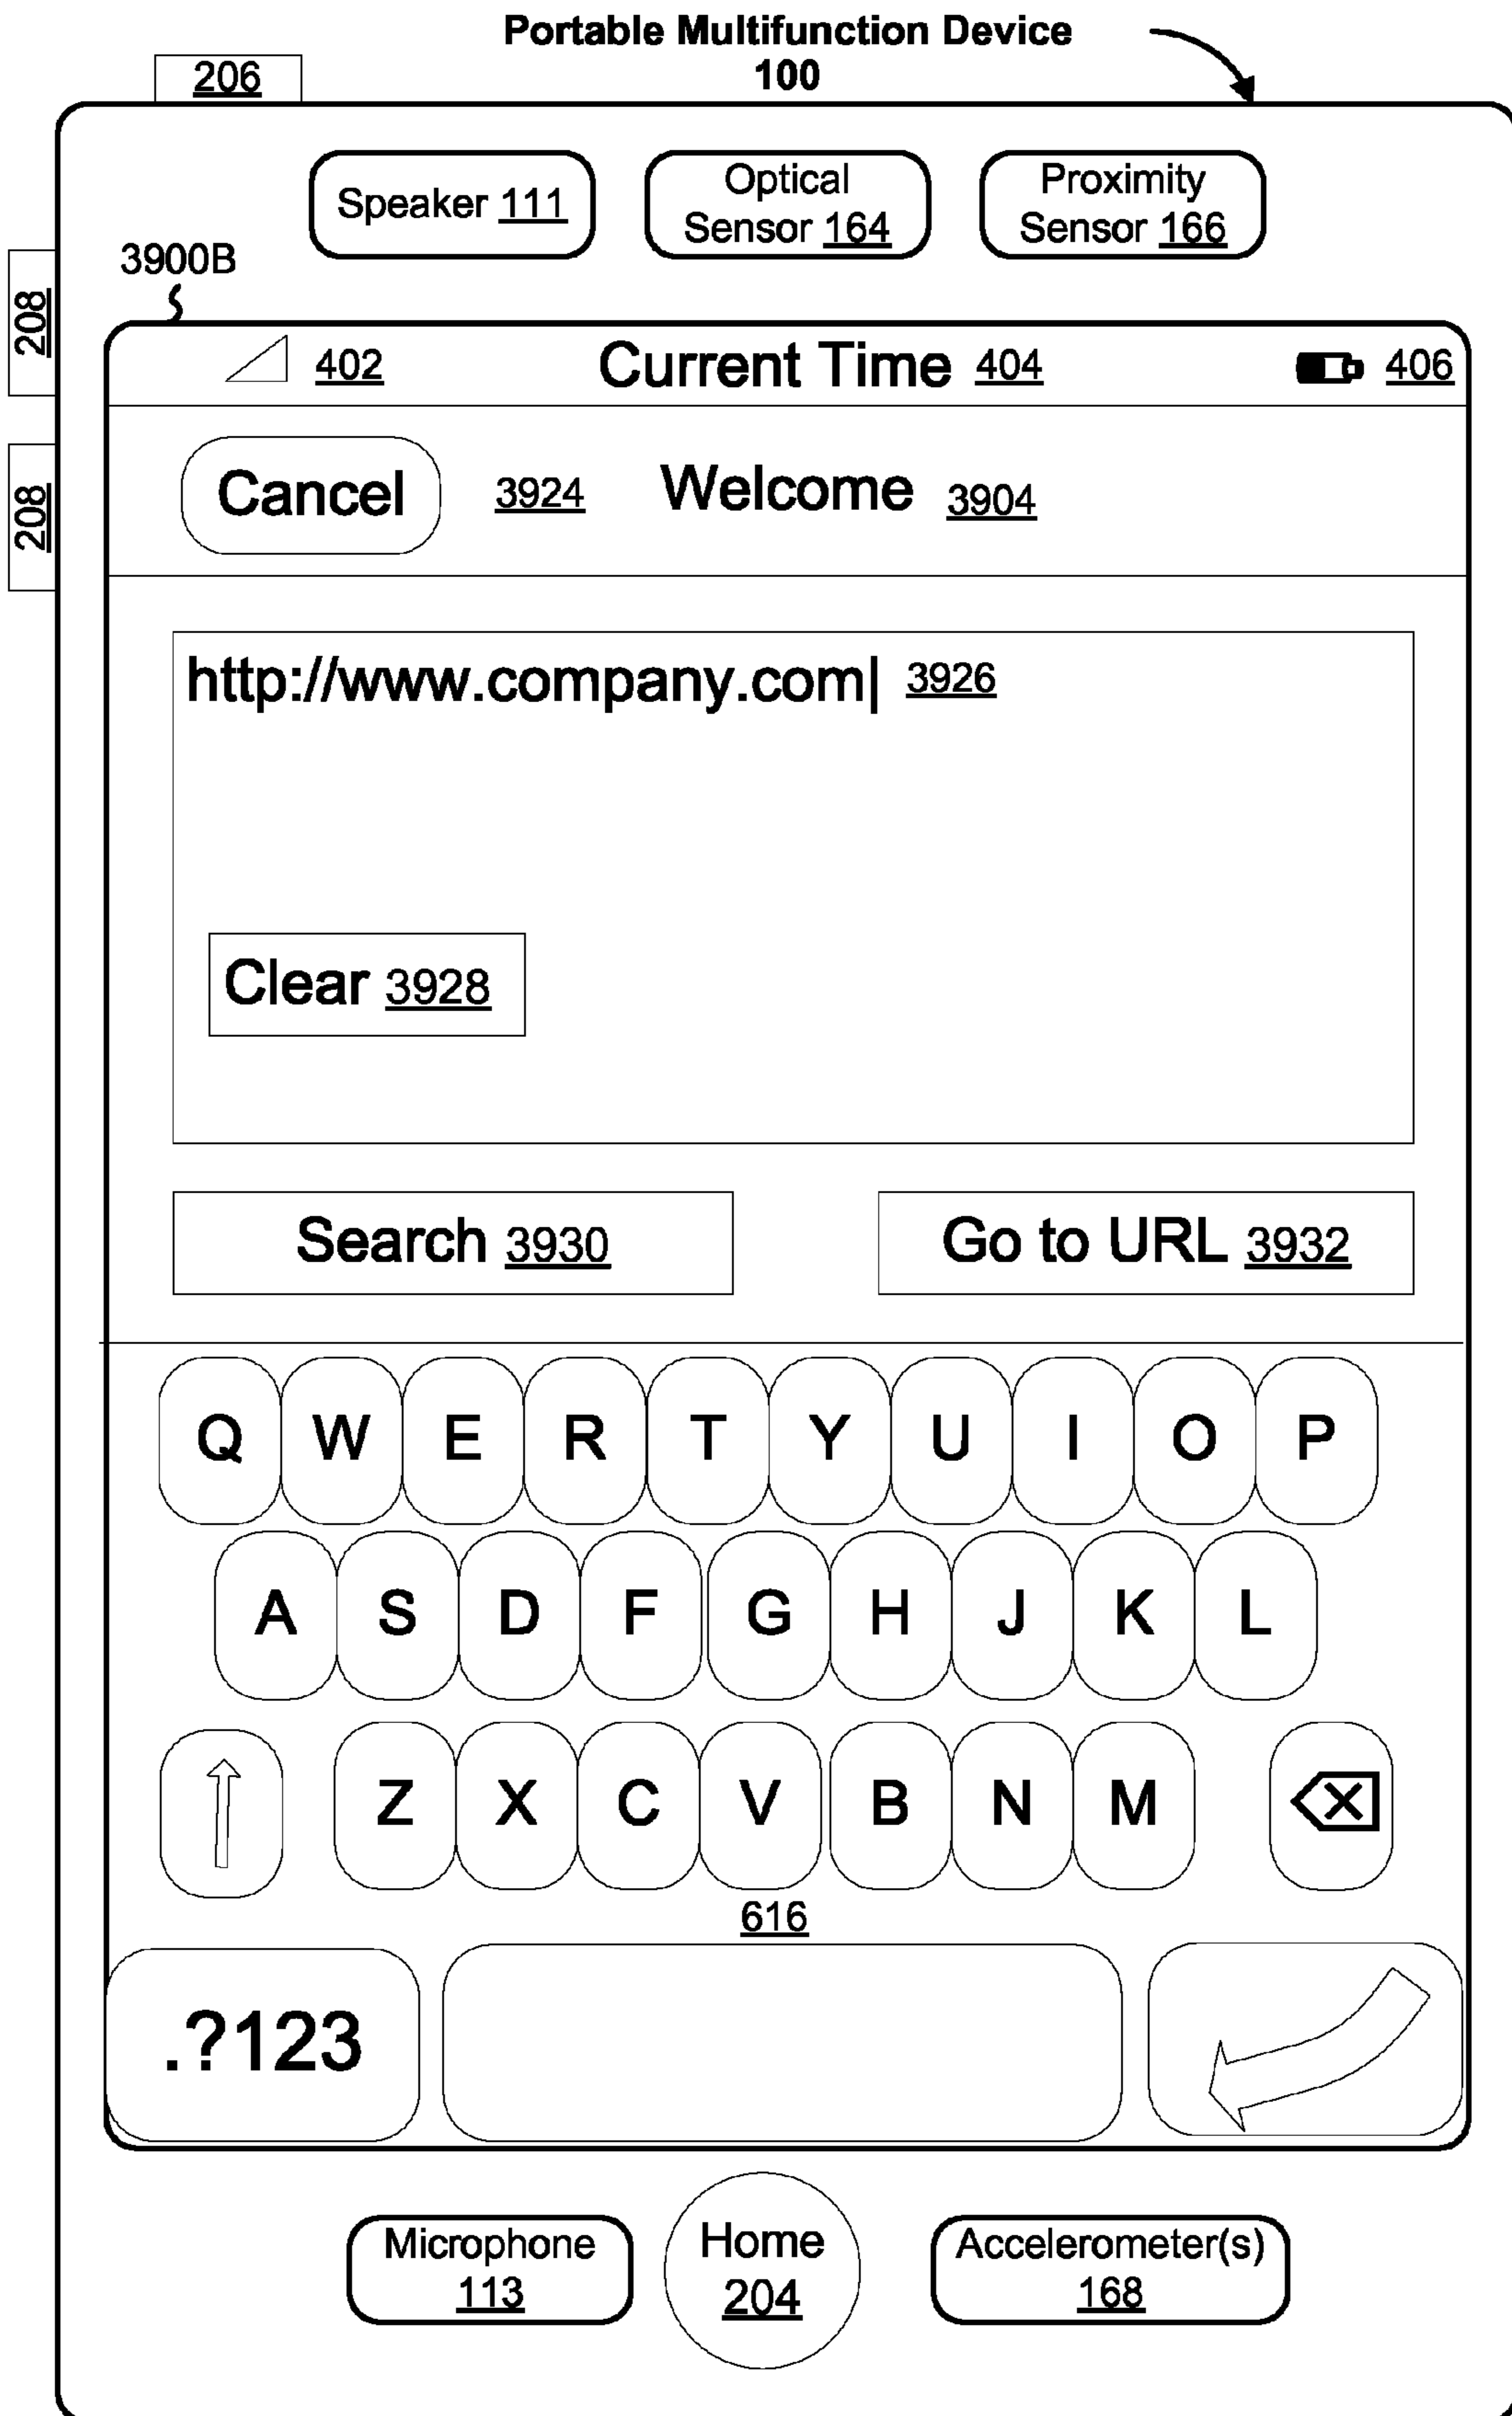 Portable Multifunction Device
100
206
Speaker 111
Optical
Sensor 164
Proximity
Sensor 166
3900B
208
208
402 Current Time 404 406
Cancel 3924 Welcome 3904
http://www.company.com| 3926
Clear 3928
Search 3930 Go to URL 3932
Q W E R T Y U I O P
A S D F G H J K L
Z X C V B N M
616
.?123
Microphone
113
Home
204
Accelerometer(s)
168